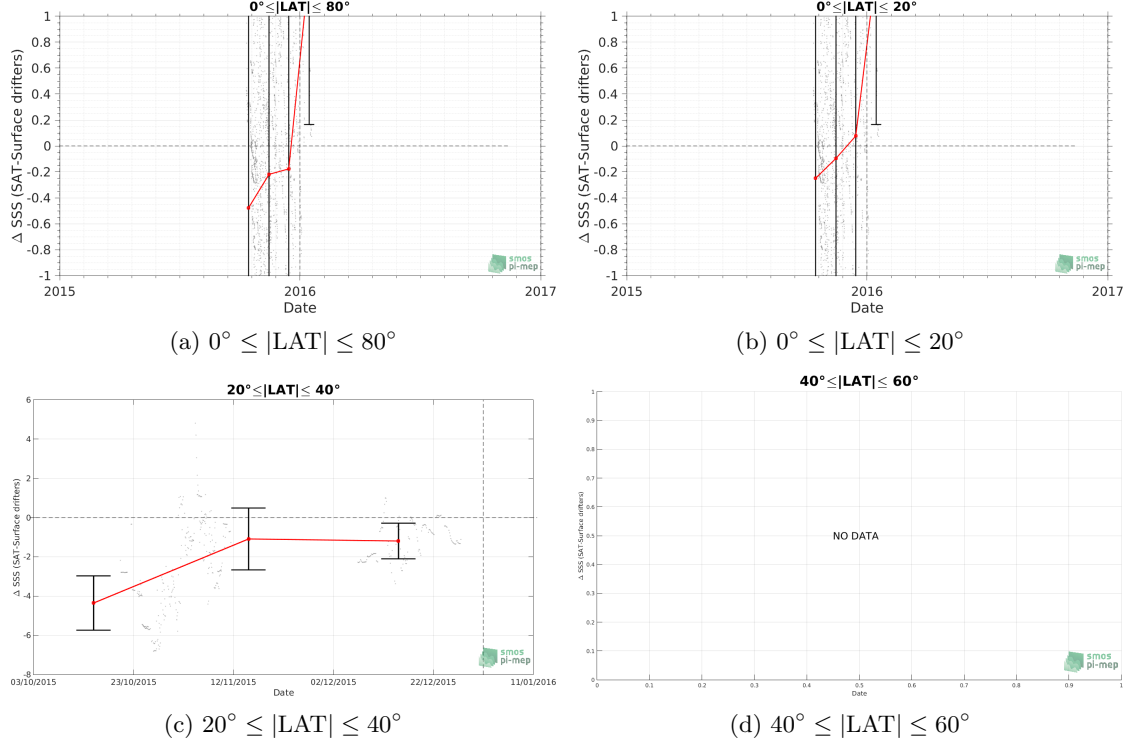 0°≤|LAT|≤ 80°
1
0.8
0.6
0.4
0.2
0
-0.2
-0.4
-0.6
-0.8
-1
Δ SSS (SAT-Surface drifters)
2015
2016
2017
Date
smos
pi-mep
(a) 0° ≤ |LAT| ≤ 80°
0°≤|LAT|≤ 20°
1
0.8
0.6
0.4
0.2
0
-0.2
-0.4
-0.6
-0.8
-1
Δ SSS (SAT-Surface drifters)
2015
2016
2017
Date
smos
pi-mep
(b) 0° ≤ |LAT| ≤ 20°
20°≤|LAT|≤ 40°
6
4
2
0
-2
-4
-6
-8
Δ SSS (SAT-Surface drifters)
03/10/2015
23/10/2015
12/11/2015
02/12/2015
22/12/2015
11/01/2016
Date
smos
pi-mep
(c) 20° ≤ |LAT| ≤ 40°
40°≤|LAT|≤ 60°
1
0.9
0.8
0.7
0.6
0.5
0.4
0.3
0.2
0.1
0
Δ SSS (SAT-Surface drifters)
NO DATA
0
0.1
0.2
0.3
0.4
0.5
0.6
0.7
0.8
0.9
1
Date
smos
pi-mep
(d) 40° ≤ |LAT| ≤ 60°